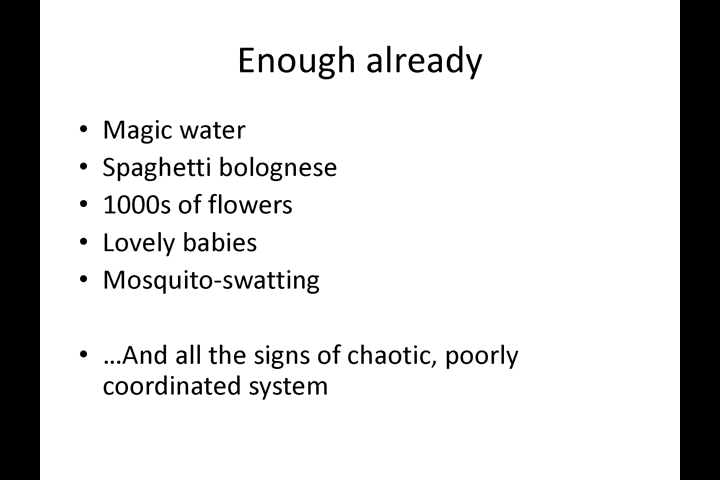 Enough already
• Magic water
• Spaghetti bolognese
• 1000s of flowers
• Lovely babies
• Mosquito-swatting
• …And all the signs of chaotic, poorly
coordinated system